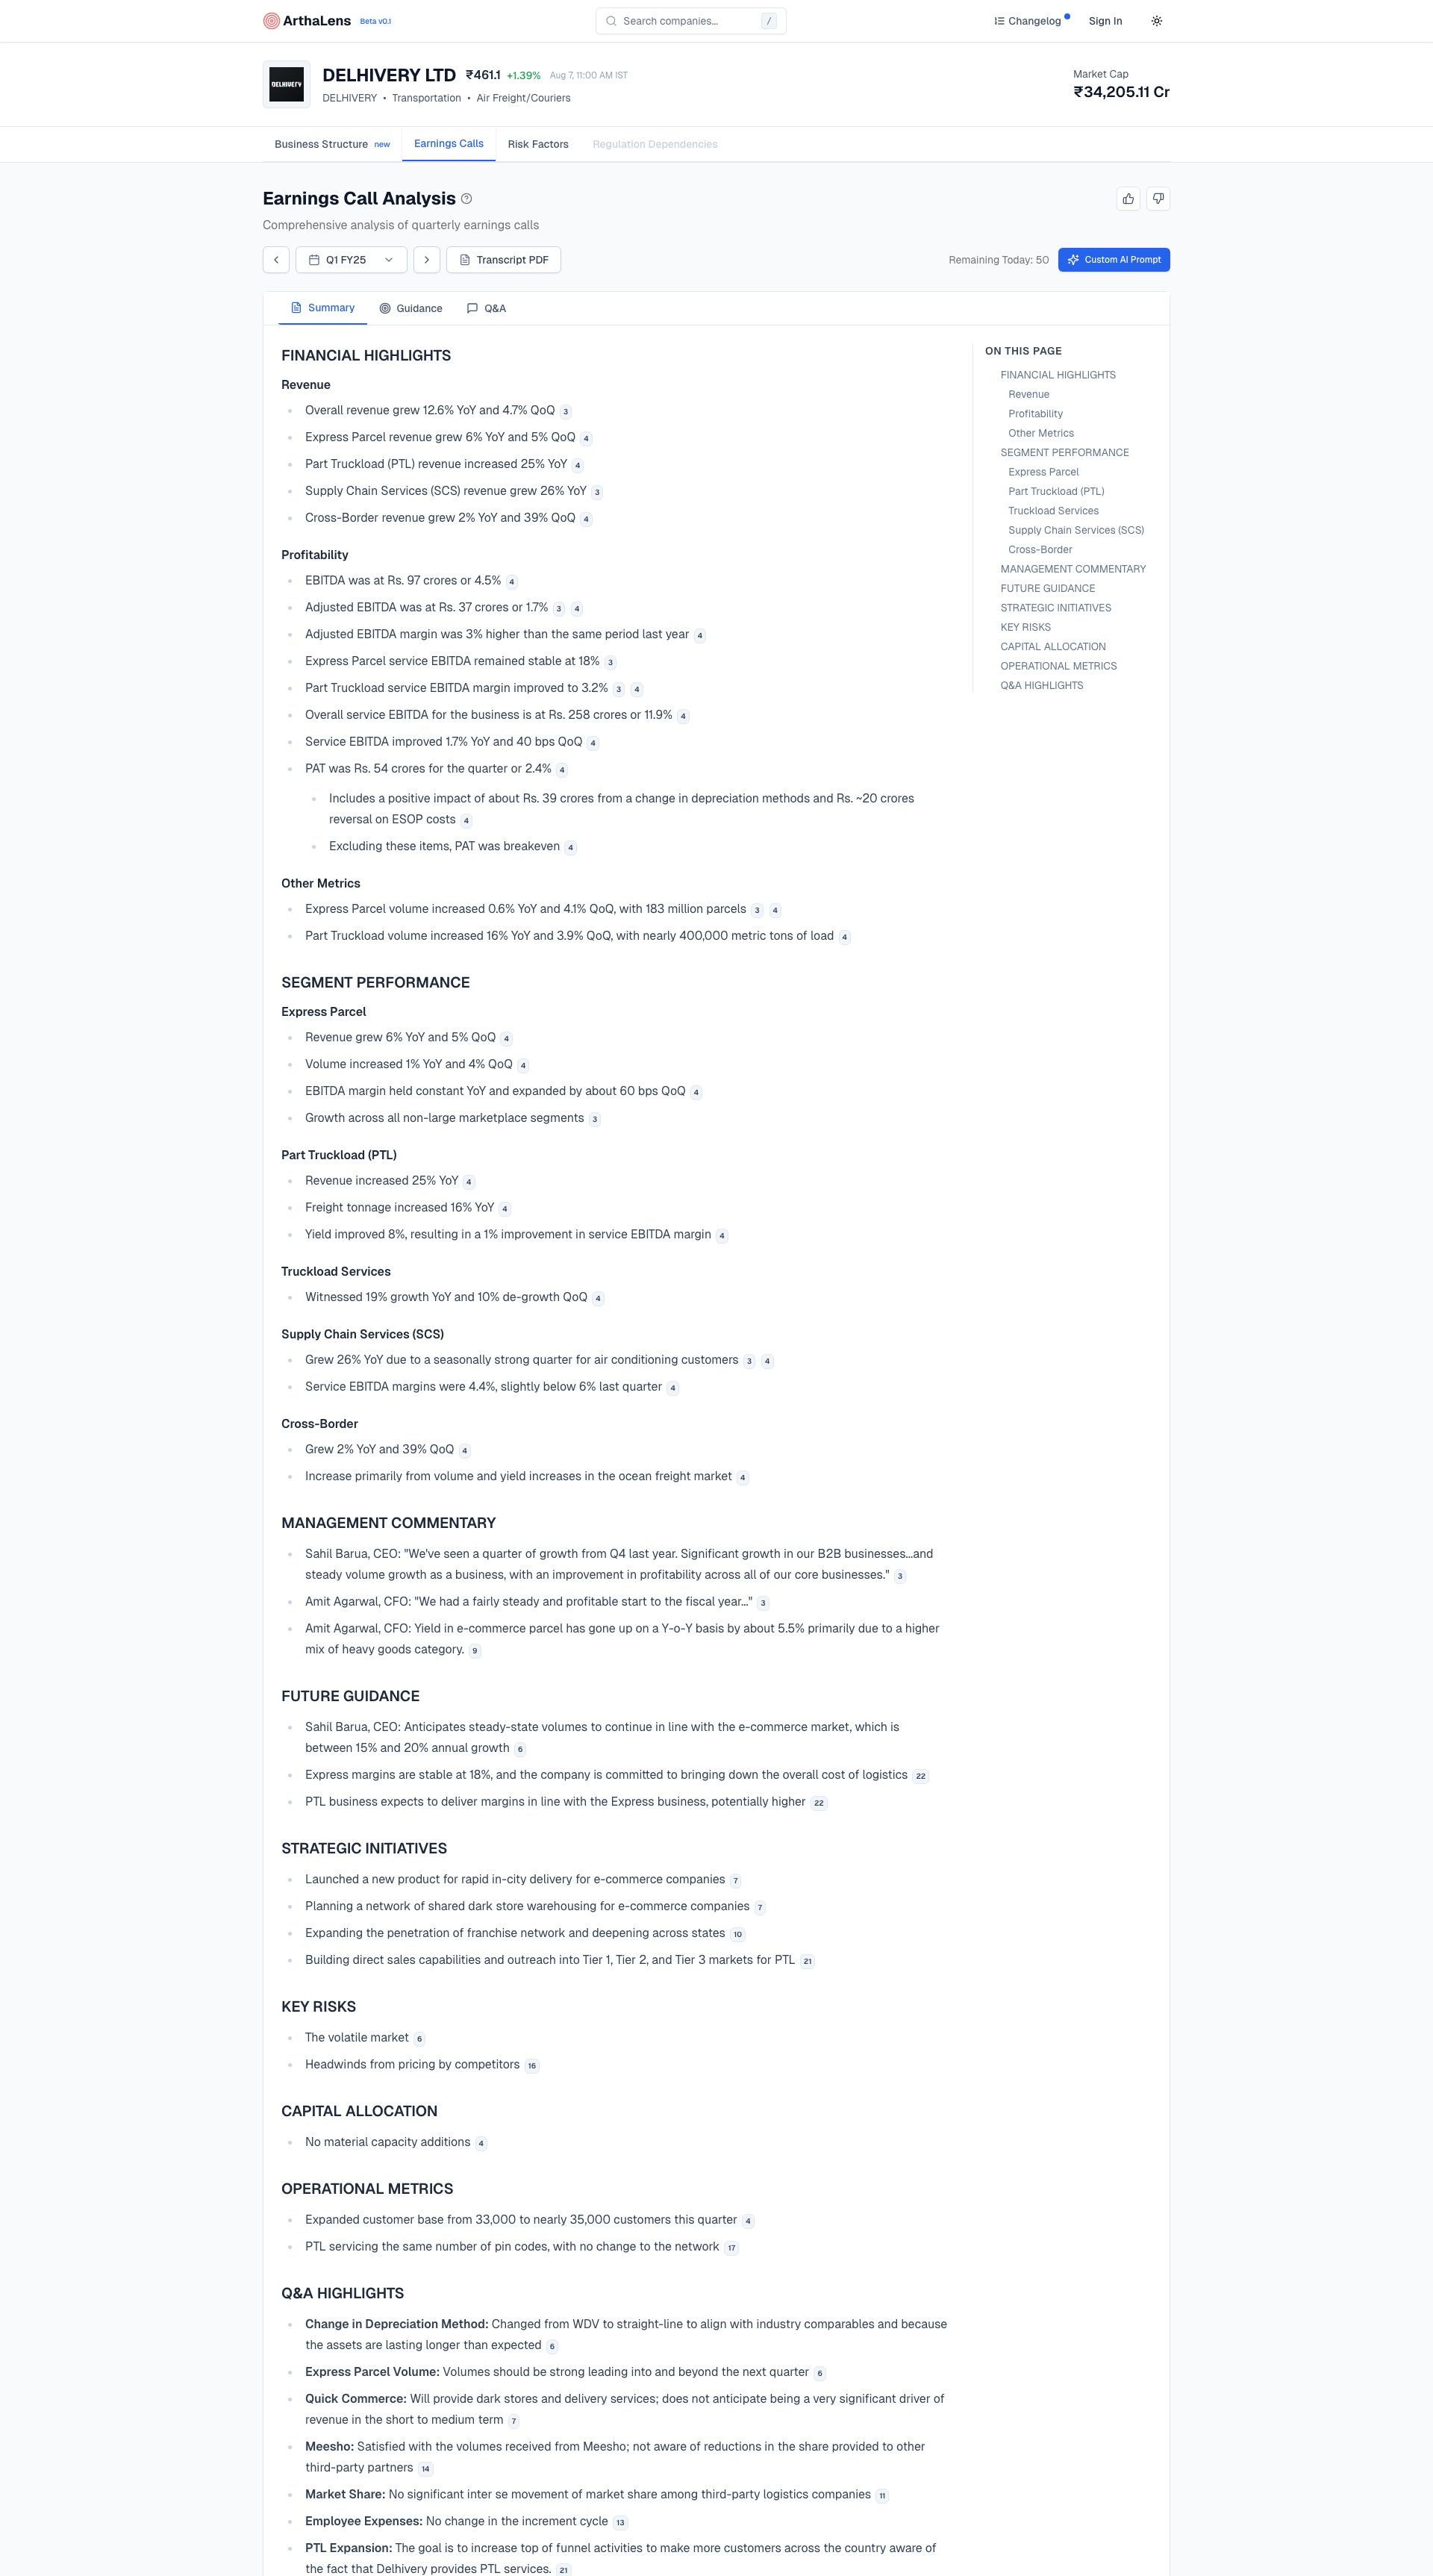 ArthaLens Beta v0.1
Search companies... /
Changelog
Sign In
DELHIVERY
DELHIVERY LTD ₹461.1 +1.39% Aug 7, 11:00 AM IST
DELHIVERY • Transportation • Air Freight/Couriers
Market Cap
₹34,205.11 Cr
Business Structure new
Earnings Calls
Risk Factors
Regulation Dependencies
Earnings Call Analysis
Comprehensive analysis of quarterly earnings calls
Q1 FY25
Transcript PDF
Remaining Today: 50
Custom AI Prompt
Summary
Guidance
Q&A
FINANCIAL HIGHLIGHTS
Revenue
Overall revenue grew 12.6% YoY and 4.7% QoQ 3
Express Parcel revenue grew 6% YoY and 5% QoQ 4
Part Truckload (PTL) revenue increased 25% YoY 4
Supply Chain Services (SCS) revenue grew 26% YoY 3
Cross-Border revenue grew 2% YoY and 39% QoQ 4
Profitability
EBITDA was at Rs. 97 crores or 4.5% 4
Adjusted EBITDA was at Rs. 37 crores or 1.7% 3 4
Adjusted EBITDA margin was 3% higher than the same period last year 4
Express Parcel service EBITDA remained stable at 18% 3
Part Truckload service EBITDA margin improved to 3.2% 3 4
Overall service EBITDA for the business is at Rs. 258 crores or 11.9% 4
Service EBITDA improved 1.7% YoY and 40 bps QoQ 4
PAT was Rs. 54 crores for the quarter or 2.4% 4
Includes a positive impact of about Rs. 39 crores from a change in depreciation methods and Rs. ~20 crores
reversal on ESOP costs 4
Excluding these items, PAT was breakeven 4
Other Metrics
Express Parcel volume increased 0.6% YoY and 4.1% QoQ, with 183 million parcels 3 4
Part Truckload volume increased 16% YoY and 3.9% QoQ, with nearly 400,000 metric tons of load 4
SEGMENT PERFORMANCE
Express Parcel
Revenue grew 6% YoY and 5% QoQ 4
Volume increased 1% YoY and 4% QoQ 4
EBITDA margin held constant YoY and expanded by about 60 bps QoQ 4
Growth across all non-large marketplace segments 3
Part Truckload (PTL)
Revenue increased 25% YoY 4
Freight tonnage increased 16% YoY 4
Yield improved 8%, resulting in a 1% improvement in service EBITDA margin 4
Truckload Services
Witnessed 19% growth YoY and 10% de-growth QoQ 4
Supply Chain Services (SCS)
Grew 26% YoY due to a seasonally strong quarter for air conditioning customers 3 4
Service EBITDA margins were 4.4%, slightly below 6% last quarter 4
Cross-Border
Grew 2% YoY and 39% QoQ 4
Increase primarily from volume and yield increases in the ocean freight market 4
MANAGEMENT COMMENTARY
Sahil Barua, CEO: "We've seen a quarter of growth from Q4 last year. Significant growth in our B2B businesses...and
steady volume growth as a business, with an improvement in profitability across all of our core businesses." 3
Amit Agarwal, CFO: "We had a fairly steady and profitable start to the fiscal year..." 3
Amit Agarwal, CFO: Yield in e-commerce parcel has gone up on a Y-o-Y basis by about 5.5% primarily due to a higher
mix of heavy goods category. 9
FUTURE GUIDANCE
Sahil Barua, CEO: Anticipates steady-state volumes to continue in line with the e-commerce market, which is
between 15% and 20% annual growth 6
Express margins are stable at 18%, and the company is committed to bringing down the overall cost of logistics 22
PTL business expects to deliver margins in line with the Express business, potentially higher 22
STRATEGIC INITIATIVES
Launched a new product for rapid in-city delivery for e-commerce companies 7
Planning a network of shared dark store warehousing for e-commerce companies 7
Expanding the penetration of franchise network and deepening across states 10
Building direct sales capabilities and outreach into Tier 1, Tier 2, and Tier 3 markets for PTL 21
KEY RISKS
The volatile market 6
Headwinds from pricing by competitors 16
CAPITAL ALLOCATION
No material capacity additions 4
OPERATIONAL METRICS
Expanded customer base from 33,000 to nearly 35,000 customers this quarter 4
PTL servicing the same number of pin codes, with no change to the network 17
Q&A HIGHLIGHTS
Change in Depreciation Method: Changed from WDV to straight-line to align with industry comparables and because
the assets are lasting longer than expected 6
Express Parcel Volume: Volumes should be strong leading into and beyond the next quarter 6
Quick Commerce: Will provide dark stores and delivery services; does not anticipate being a very significant driver of
revenue in the short to medium term 7
Meesho: Satisfied with the volumes received from Meesho; not aware of reductions in the share provided to other
third-party partners 14
Market Share: No significant inter se movement of market share among third-party logistics companies 11
Employee Expenses: No change in the increment cycle 13
PTL Expansion: The goal is to increase top of funnel activities to make more customers across the country aware of
the fact that Delhivery provides PTL services. 21
ON THIS PAGE
FINANCIAL HIGHLIGHTS
Revenue
Profitability
Other Metrics
SEGMENT PERFORMANCE
Express Parcel
Part Truckload (PTL)
Truckload Services
Supply Chain Services (SCS)
Cross-Border
MANAGEMENT COMMENTARY
FUTURE GUIDANCE
STRATEGIC INITIATIVES
KEY RISKS
CAPITAL ALLOCATION
OPERATIONAL METRICS
Q&A HIGHLIGHTS